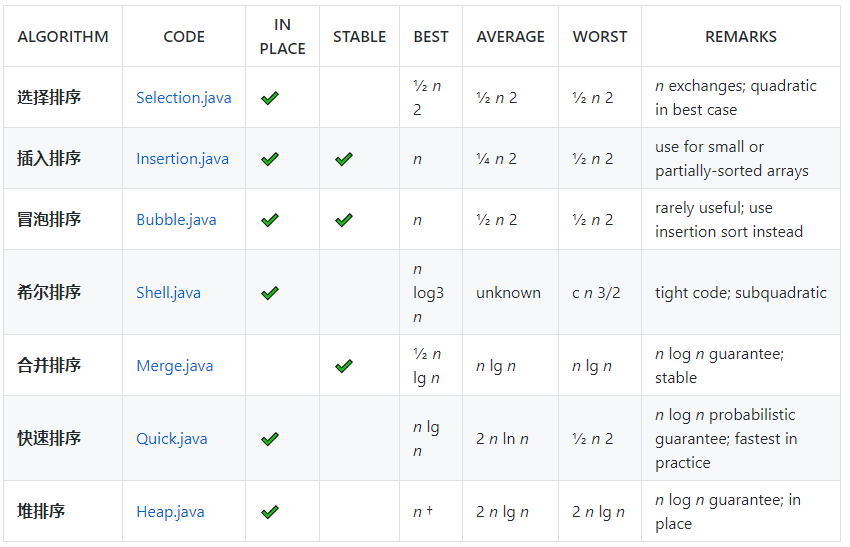 ALGORITHM CODE IN PLACE STABLE BEST AVERAGE WORST REMARKS
选择排序 Selection.java ✔ ½ n 2 ½ n 2 ½ n 2 n exchanges; quadratic in best case
插入排序 Insertion.java ✔ ✔ n ¼ n 2 ½ n 2 use for small or partially-sorted arrays
冒泡排序 Bubble.java ✔ ✔ n ½ n 2 ½ n 2 rarely useful; use insertion sort instead
希尔排序 Shell.java ✔ n log3 n unknown c n 3/2 tight code; subquadratic
合并排序 Merge.java ✔ ½ n lg n n lg n n lg n n log n guarantee; stable
快速排序 Quick.java ✔ n lg n 2 n ln n ½ n 2 n log n probabilistic guarantee; fastest in practice
堆排序 Heap.java ✔ n † 2 n lg n 2 n lg n n log n guarantee; in place